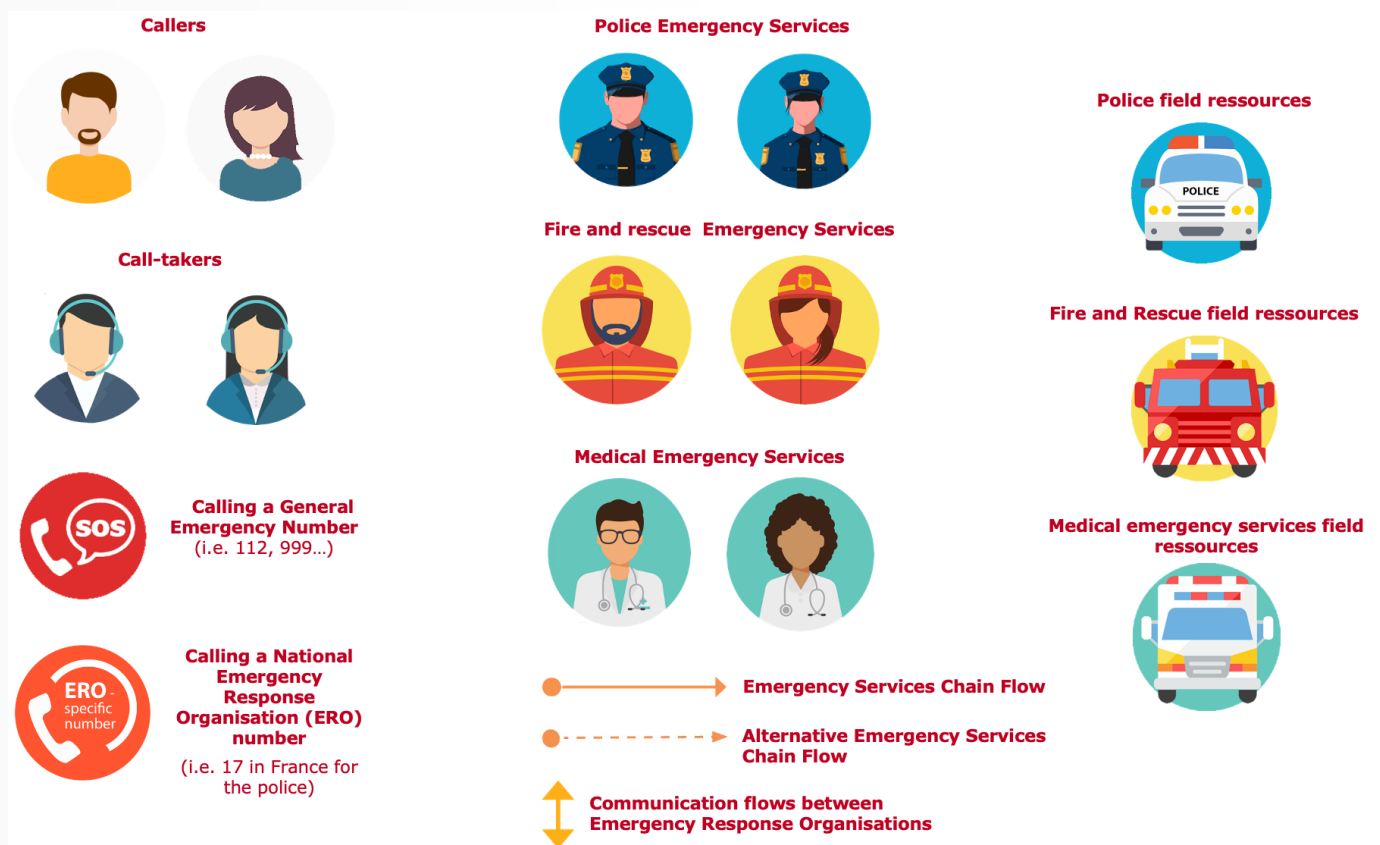 Callers
Call-takers
SOS
Calling a General
Emergency Number
(i.e. 112, 999...)
ERO -
specific
number
Calling a National
Emergency
Response
Organisation (ERO)
number
(i.e. 17 in France for
the police)
Police Emergency Services
Fire and rescue Emergency Services
Medical Emergency Services
Emergency Services Chain Flow
Alternative Emergency Services
Chain Flow
Communication flows between
Emergency Response Organisations
Police field ressources
POLICE
Fire and Rescue field ressources
Medical emergency services field
ressources